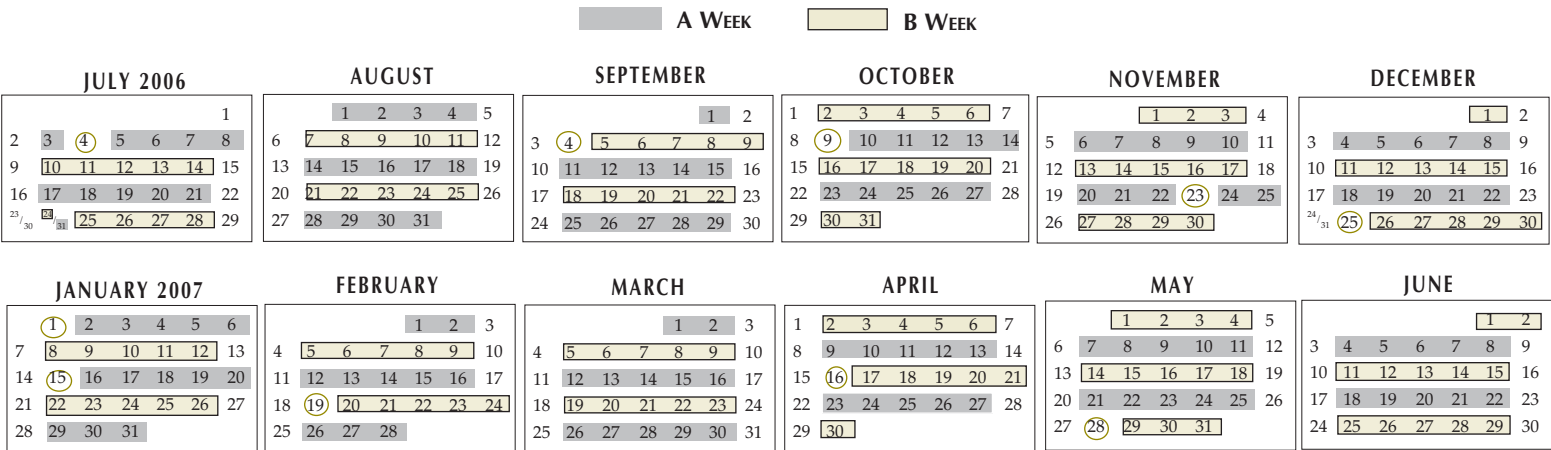 A WEEK B WEEK
JULY 2006
1
2 3 4 5 6 7 8
9 10 11 12 13 14 15
16 17 18 19 20 21 22
23/30 24/31 25 26 27 28 29
AUGUST
1 2 3 4 5
6 7 8 9 10 11 12
13 14 15 16 17 18 19
20 21 22 23 24 25 26
27 28 29 30 31
SEPTEMBER
1 2
3 4 5 6 7 8 9
10 11 12 13 14 15 16
17 18 19 20 21 22 23
24 25 26 27 28 29 30
OCTOBER
1 2 3 4 5 6 7
8 9 10 11 12 13 14
15 16 17 18 19 20 21
22 23 24 25 26 27 28
29 30 31
NOVEMBER
1 2 3 4
5 6 7 8 9 10 11
12 13 14 15 16 17 18
19 20 21 22 23 24 25
26 27 28 29 30
DECEMBER
1 2
3 4 5 6 7 8 9
10 11 12 13 14 15 16
17 18 19 20 21 22 23
24/31 25 26 27 28 29 30
JANUARY 2007
1 2 3 4 5 6
7 8 9 10 11 12 13
14 15 16 17 18 19 20
21 22 23 24 25 26 27
28 29 30 31
FEBRUARY
1 2 3
4 5 6 7 8 9 10
11 12 13 14 15 16 17
18 19 20 21 22 23 24
25 26 27 28
MARCH
1 2 3
4 5 6 7 8 9 10
11 12 13 14 15 16 17
18 19 20 21 22 23 24
25 26 27 28 29 30 31
APRIL
1 2 3 4 5 6 7
8 9 10 11 12 13 14
15 16 17 18 19 20 21
22 23 24 25 26 27 28
29 30
MAY
1 2 3 4 5
6 7 8 9 10 11 12
13 14 15 16 17 18 19
20 21 22 23 24 25 26
27 28 29 30 31
JUNE
1 2
3 4 5 6 7 8 9
10 11 12 13 14 15 16
17 18 19 20 21 22 23
24 25 26 27 28 29 30